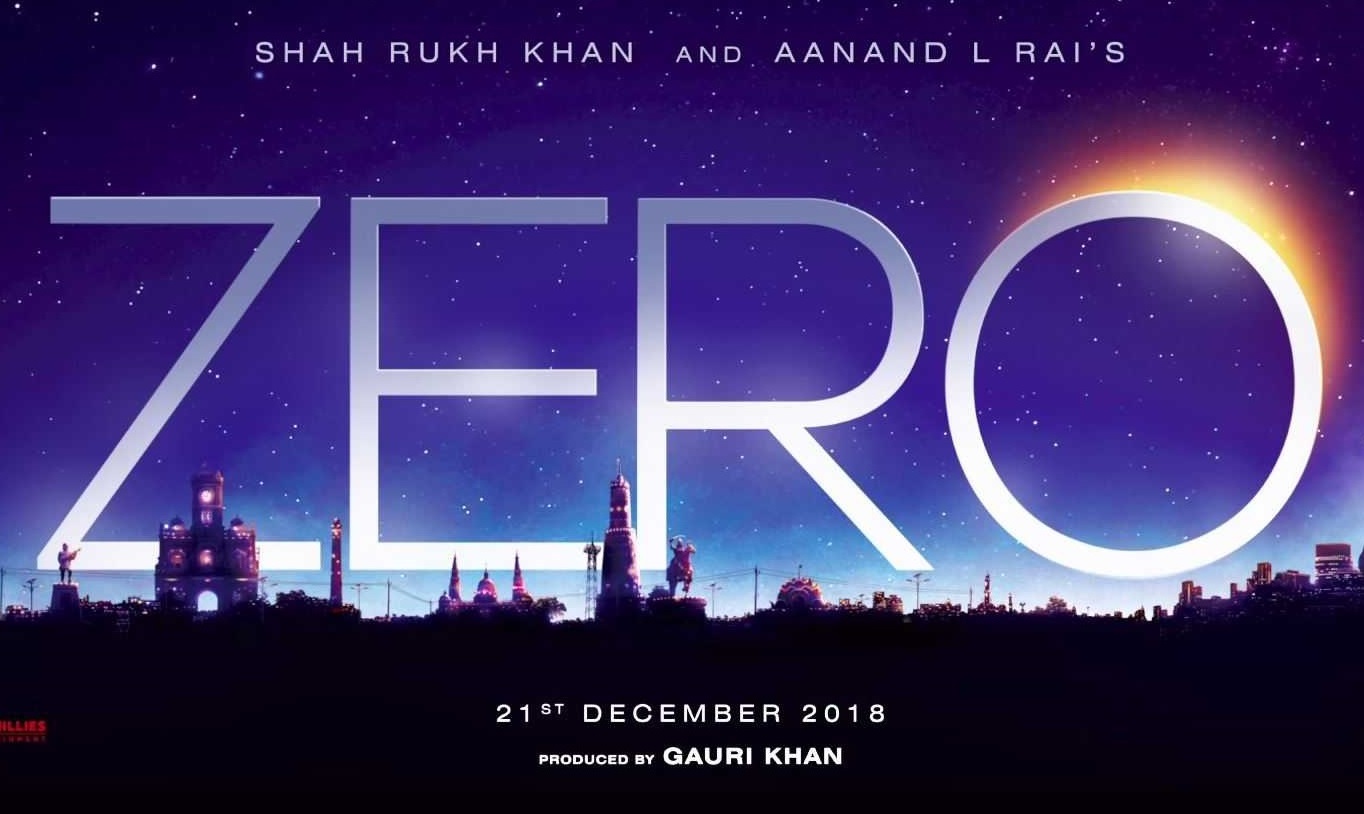 SHAH RUKH KHAN AND AANAND L RAI'S
ZERO
21ST DECEMBER 2018
PRODUCED BY GAURI KHAN